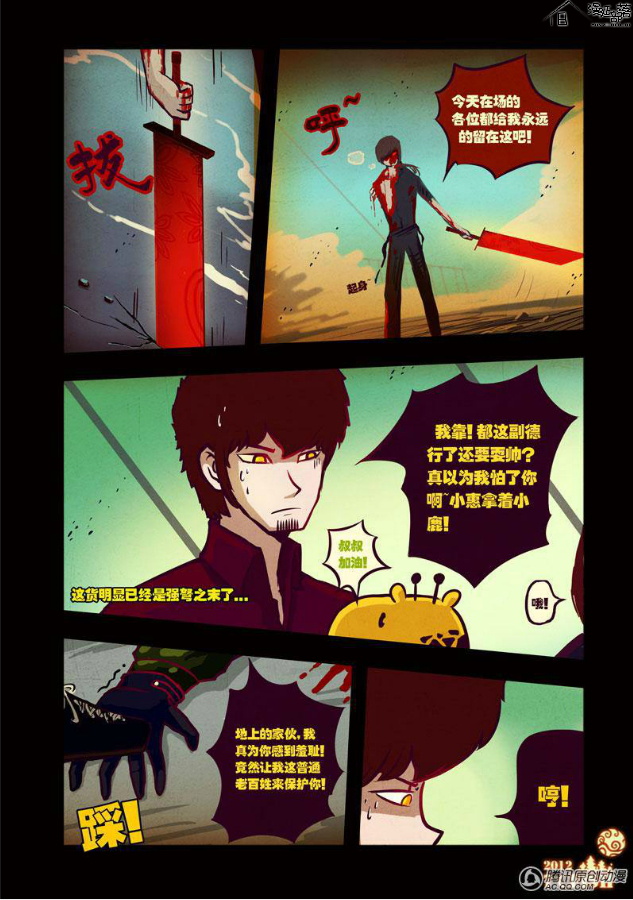 漫画部落
拔
呼~
今天在场的
各位都给我永远
的留在这吧!
起身
我靠!都这副德
行了还要耍帅?
真以为我怕了你
啊~小惠拿着小
鹿!
叔叔
加油!
哦!
这货明显已经是强弩之末了...
地上的家伙,我
真为你感到羞耻!
竟然让我这普通
老百姓来保护你!
踩!
哼!
2012
腾讯原创动漫
AC.QQ.COM